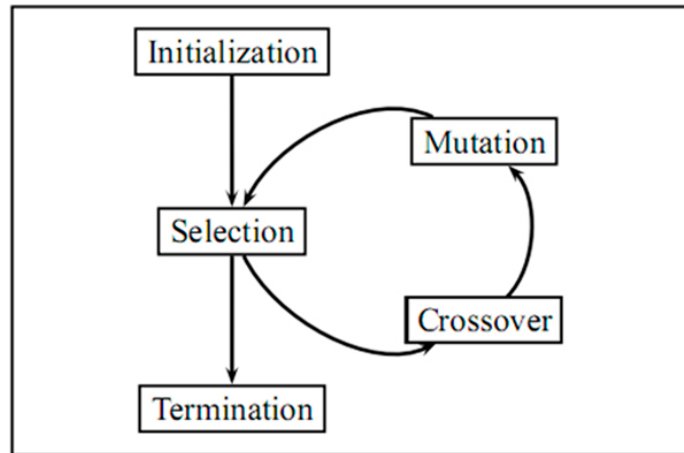 Initialization
Mutation
Selection
Crossover
Termination